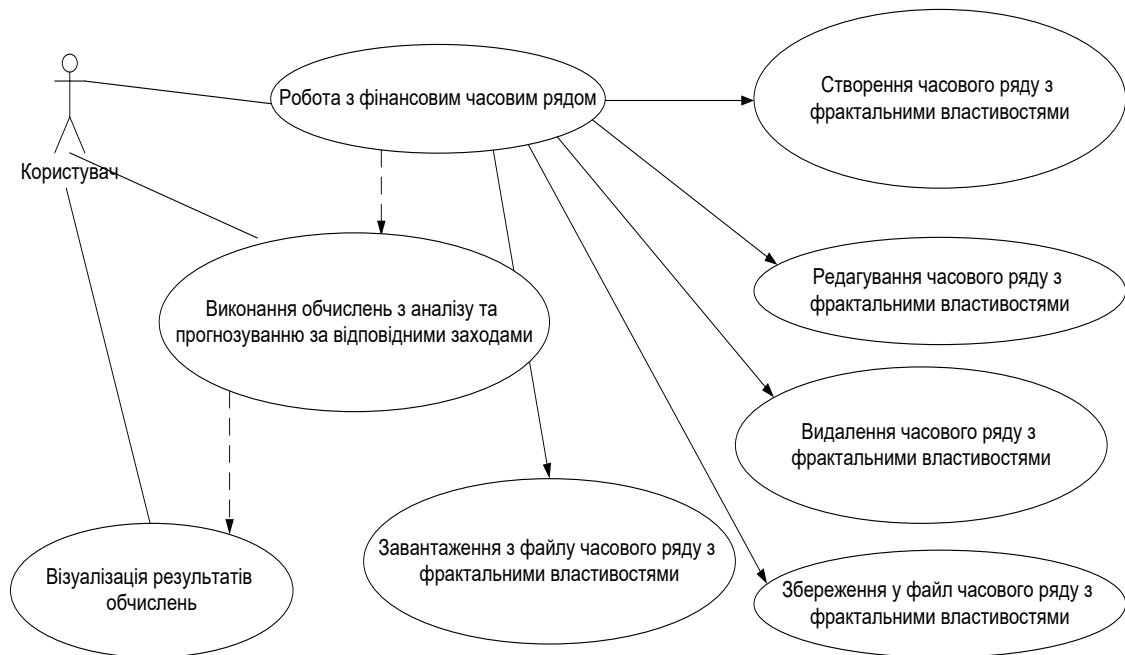 Робота з фінансовим часовим рядом
Створення часового ряду з
фрактальними властивостями
Користувач
Редагування часового ряду з
фрактальними властивостями
Виконання обчислень з аналізу та
прогнозуванню за відповідними заходами
Видалення часового ряду з
фрактальними властивостями
Завантаження з файлу часового ряду з
фрактальними властивостями
Візуалізація результатів
обчислень
Збереження у файл часового ряду з
фрактальними властивостями